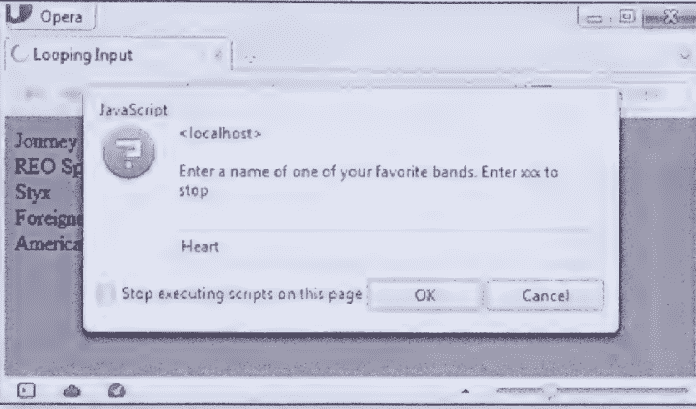 Opera
Looping Input
JavaScript
<localhost>
Enter a name of one of your favorite bands. Enter xxx to
stop
Journey
REO Sp
Styx
Foreigne
America
Heart
Stop executing scripts on this page
OK
Cancel